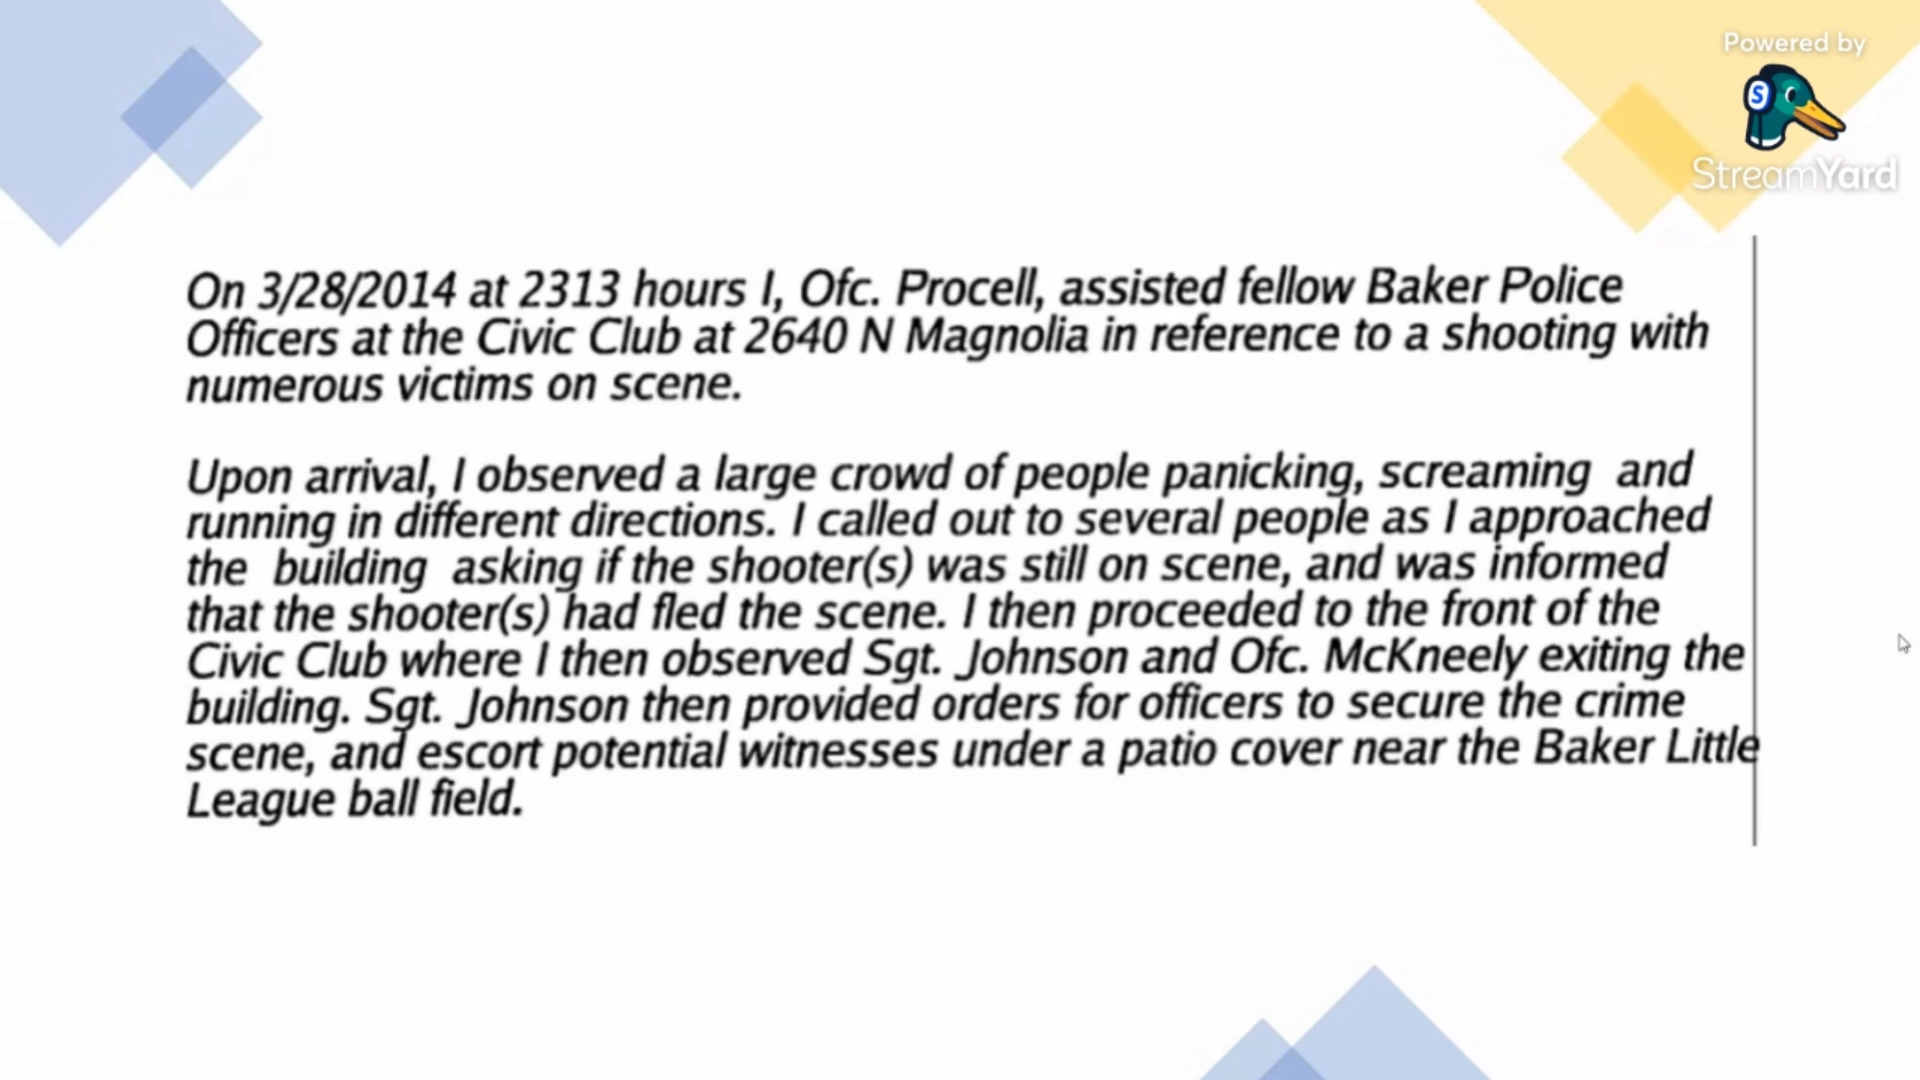 Powered by
StreamYard
On 3/28/2014 at 2313 hours I, Ofc. Procell, assisted fellow Baker Police
Officers at the Civic Club at 2640 N Magnolia in reference to a shooting with
numerous victims on scene.
Upon arrival, I observed a large crowd of people panicking, screaming and
running in different directions. I called out to several people as I approached
the building asking if the shooter(s) was still on scene, and was informed
that the shooter(s) had fled the scene. I then proceeded to the front of the
Civic Club where I then observed Sgt. Johnson and Ofc. McKneely exiting the
building. Sgt. Johnson then provided orders for officers to secure the crime
scene, and escort potential witnesses under a patio cover near the Baker Little
League ball field.